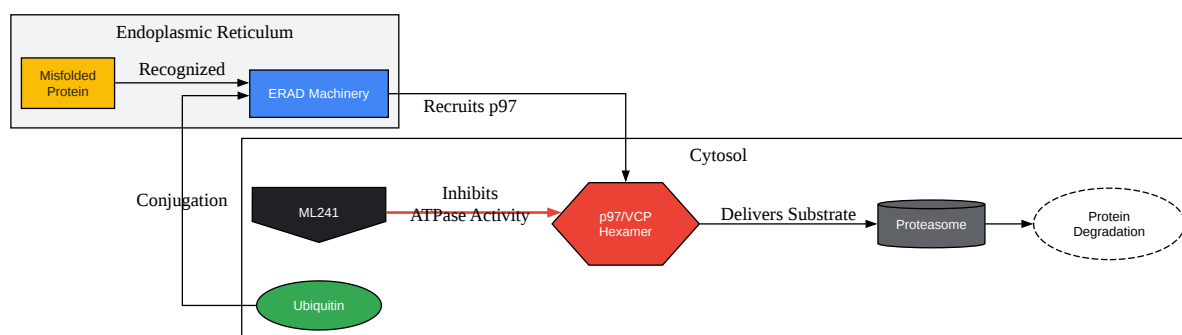 Endoplasmic Reticulum
Misfolded
Protein
Recognized
ERAD Machinery
Recruits p97
Cytosol
Conjugation
ML241
Inhibits
ATPase Activity
p97/VCP
Hexamer
Delivers Substrate
Proteasome
Protein
Degradation
Ubiquitin